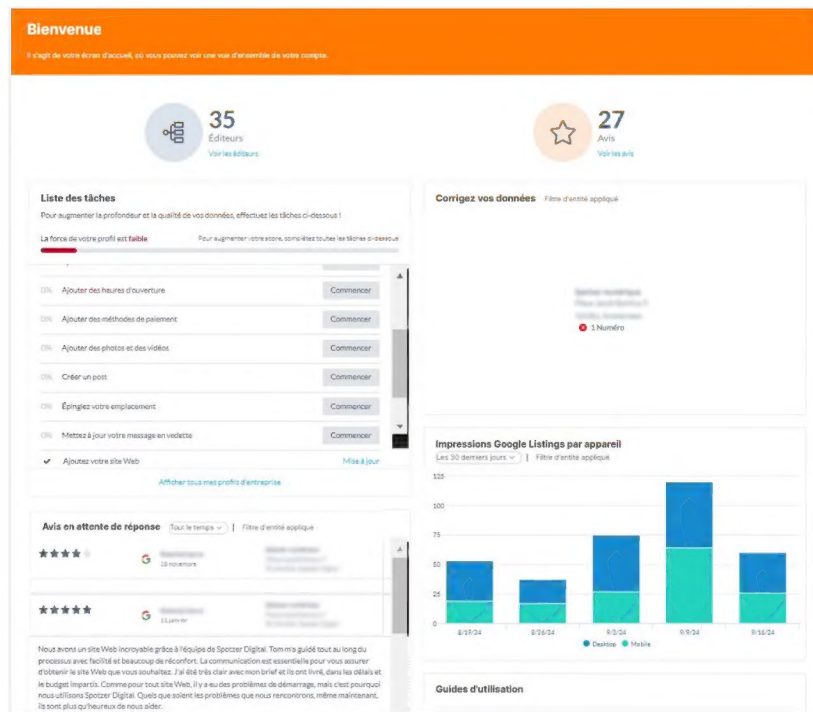 Bienvenue
Il s'agit de votre écran d'accueil, où vous pouvez voir une vue d'ensemble de votre compte.
35
Éditeurs
Voir les éditeurs
27
Avis
Voir les avis
Liste des tâches
Pour augmenter la profondeur et la qualité de vos données, effectuez les tâches ci-dessous !
La force de votre profil est faible
Pour augmenter votre score, complétez toutes les tâches ci-dessous
0% Ajouter des heures d'ouverture Commencer
0% Ajouter des méthodes de paiement Commencer
0% Ajouter des photos et des vidéos Commencer
0% Créer un post Commencer
0% Épinglez votre emplacement Commencer
0% Mettez à jour votre message en vedette Commencer
Ajoutez votre site Web Mise à jour
Afficher tous mes profils d'entreprise
Corrigez vos données Filtre d'entité appliqué
1 Numéro
Impressions Google Listings par appareil
Les 30 derniers jours | Filtre d'entité appliqué
125
100
75
50
25
0
8/19/24 8/26/24 9/2/24 9/9/24 9/16/24
Desktop Mobile
Avis en attente de réponse Tout le temps | Filtre d'entité appliqué
G
18 novembre
G
11 janvier
Nous avons un site Web incroyable grâce à l'équipe de Spotzer Digital. Tom m'a guidé tout au long du
processus avec facilité et beaucoup de réconfort. La communication est essentielle pour vous assurer
d'obtenir le site Web que vous souhaitez. J'ai été très clair avec mon brief et ils ont livré, dans les délais et
le budget impartis. Comme pour tout site Web, il y a eu des problèmes de démarrage, mais c'est pourquoi
nous utilisons Spotzer Digital. Quels que soient les problèmes que nous rencontrons, même maintenant,
ils sont plus qu'heureux de nous aider.
Guides d'utilisation